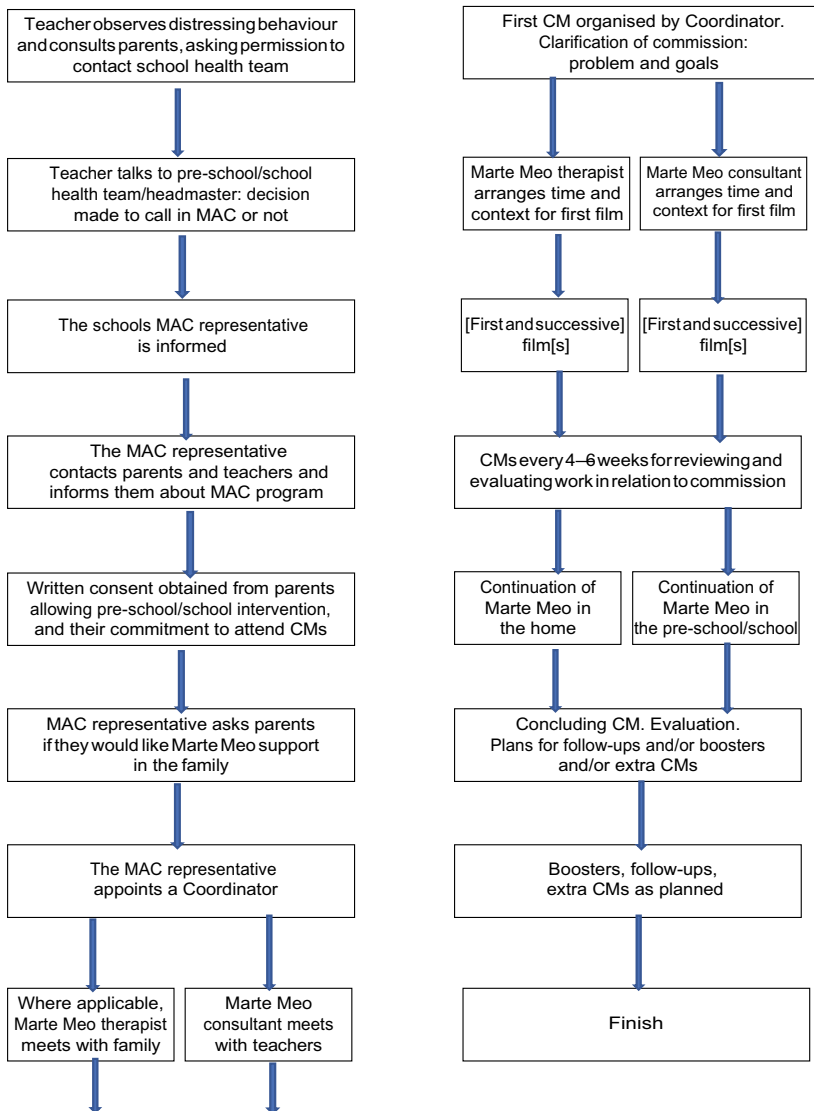 Teacher observes distressing behaviour
and consults parents, asking permission to
contact school health team
Teacher talks to pre-school/school
health team/headmaster: decision
made to call in MAC or not
The schools MAC representative
is informed
The MAC representative
contacts parents and teachers and
informs them about MAC program
Written consent obtained from parents
allowing pre-school/school intervention,
and their commitment to attend CMs
MAC representative asks parents
if they would like Marte Meo support
in the family
The MAC representative
appoints a Coordinator
Where applicable,
Marte Meo therapist
meets with family
Marte Meo
consultant meets
with teachers
First CM organised by Coordinator.
Clarification of commission:
problem and goals
Marte Meo therapist
arranges time and
context for first film
Marte Meo consultant
arranges time and
context for first film
[First and successive]
film[s]
[First and successive]
film[s]
CMs every 4–6 weeks for reviewing and
evaluating work in relation to commission
Continuation of
Marte Meo in
the home
Continuation of
Marte Meo in
the pre-school/school
Concluding CM. Evaluation.
Plans for follow-ups and/or boosters
and/or extra CMs
Boosters, follow-ups,
extra CMs as planned
Finish